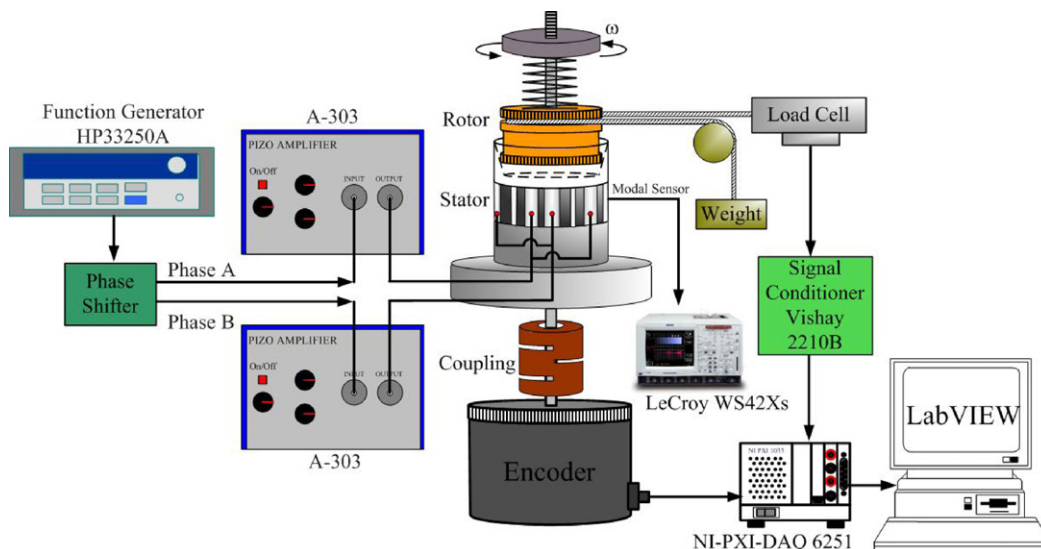 ω
Function Generator
HP33250A
A-303
PIZO AMPLIFIER
On/Off
INPUT
OUTPUT
Rotor
Load Cell
Stator
Modal Sensor
Weight
Phase
Shifter
Phase A
Phase B
Signal
Conditioner
Vishay
2210B
PIZO AMPLIFIER
On/Off
INPUT
OUTPUT
A-303
Coupling
LeCroy WS42Xs
LabVIEW
Encoder
NI-PXI-DAQ 6251